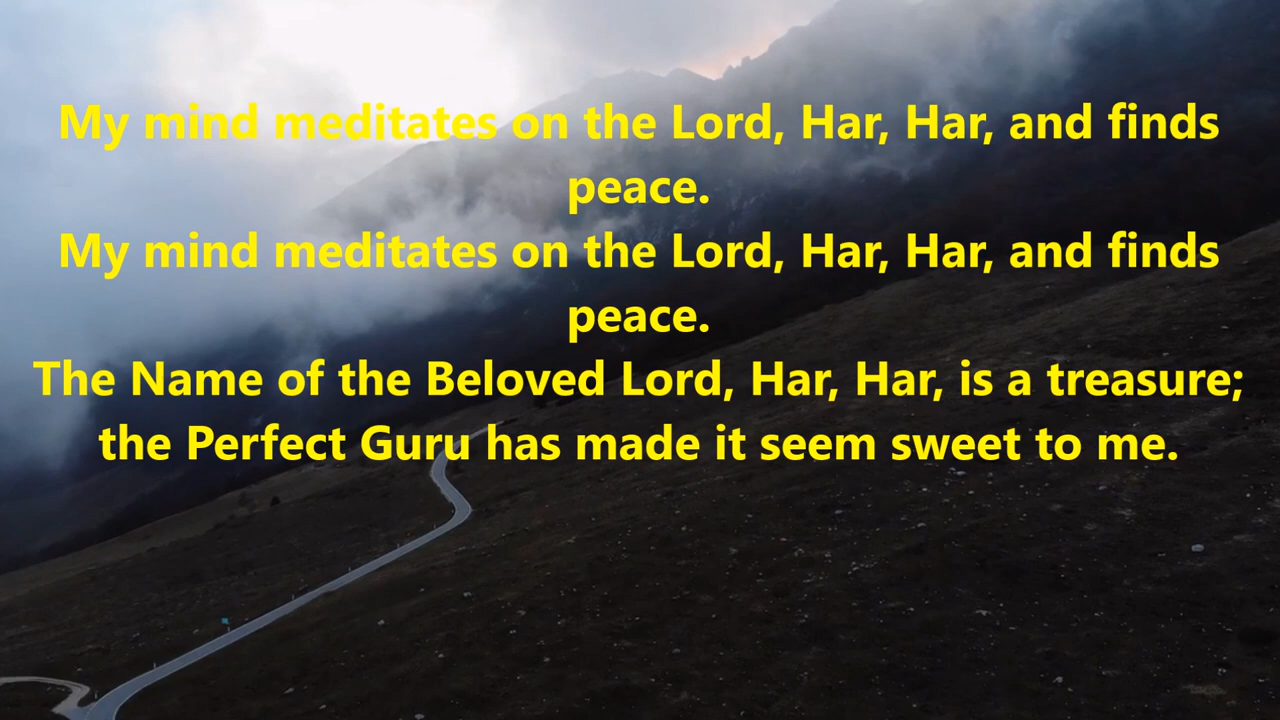 My mind meditates on the Lord, Har, Har, and finds
peace.
My mind meditates on the Lord, Har, Har, and finds
peace.
The Name of the Beloved Lord, Har, Har, is a treasure;
the Perfect Guru has made it seem sweet to me.